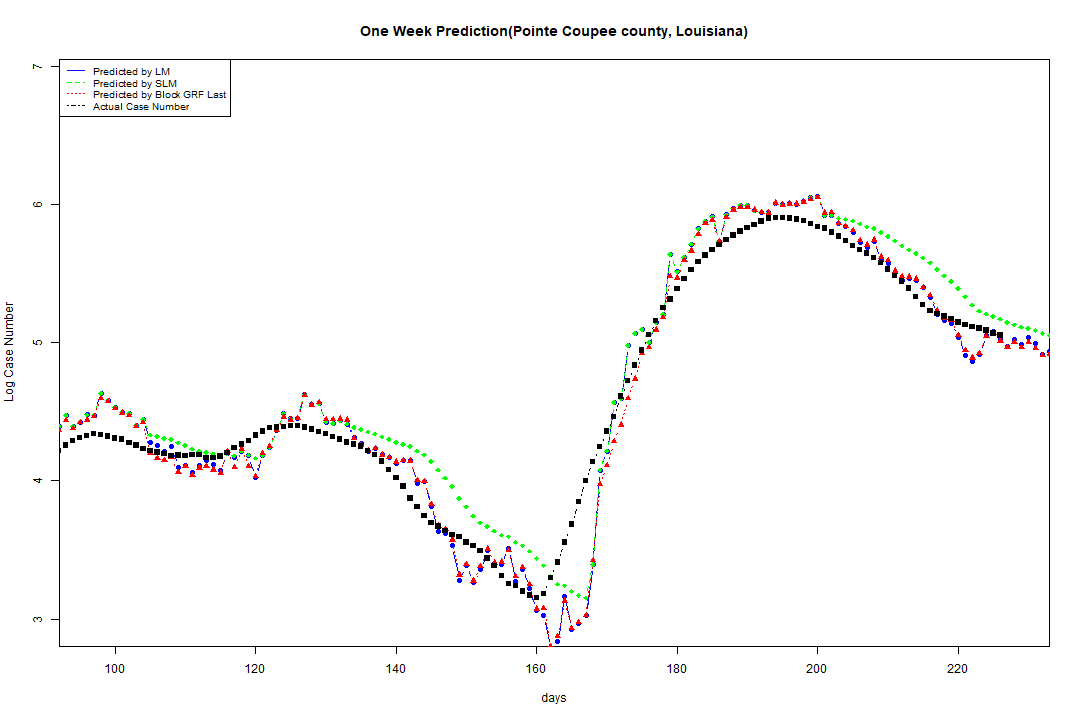 One Week Prediction(Pointe Coupee county, Louisiana)
Predicted by LM
Predicted by SLM
Predicted by Block GRF Last
Actual Case Number
Log Case Number
7
6
5
4
3
100 120 140 160 180 200 220
days